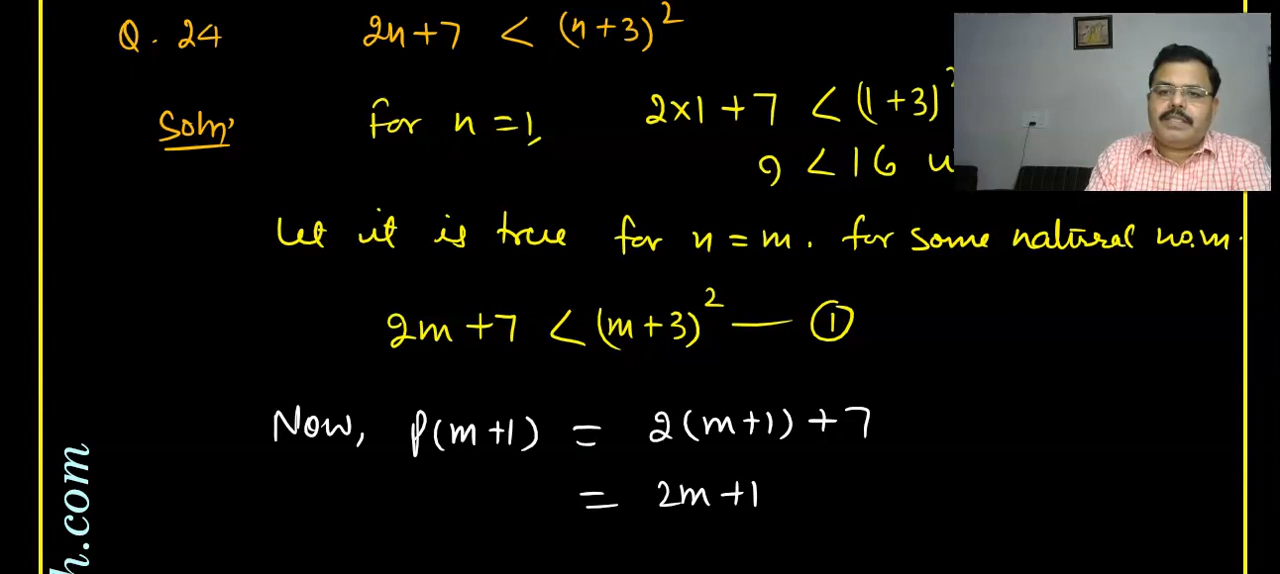 Q. 24 2n+7 < (n+3)²
Soln' for n =1, 2×1 +7 < (1+3)
9 < 16
Let it is true for n = m. for some natural no.m.
2m +7 < (m+3)² — ①
Now, P(m+1) = 2(m+1) +7
= 2m +1
h.com